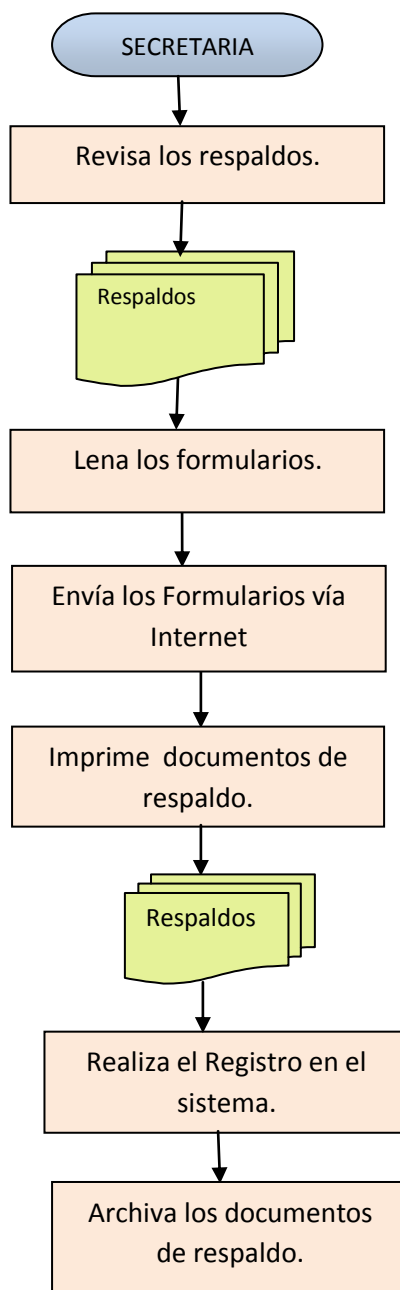 SECRETARIA
Revisa los respaldos.
Respaldos
Lena los formularios.
Envía los Formularios vía
Internet
Imprime documentos de
respaldo.
Respaldos
Realiza el Registro en el
sistema.
Archiva los documentos
de respaldo.